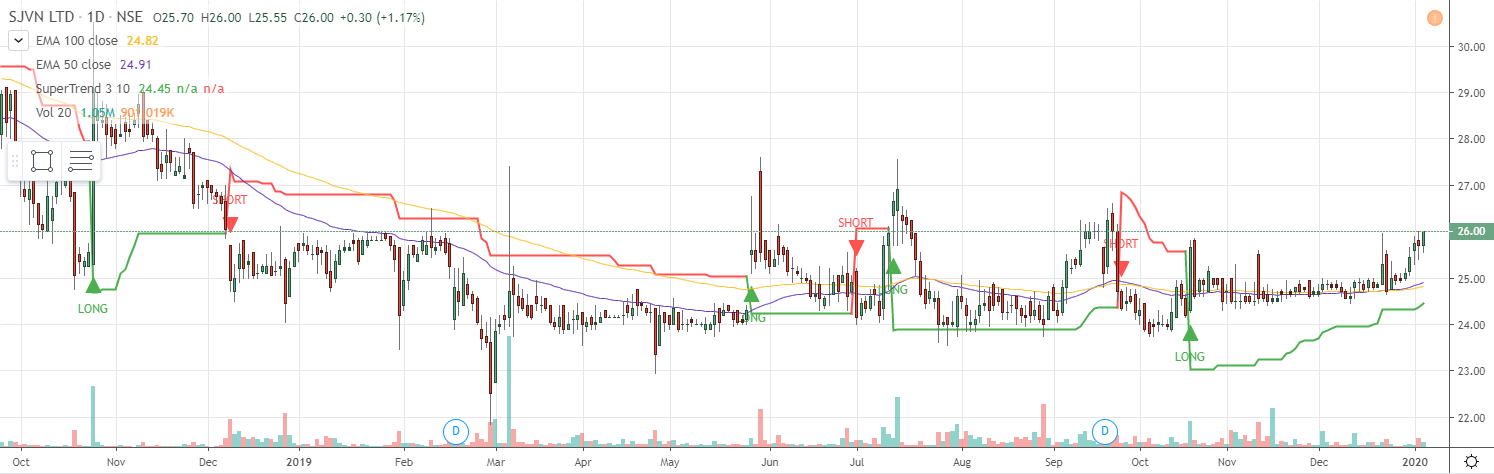 SJVN LTD · 1D · NSE O25.70 H26.00 L25.55 C26.00 +0.30 (+1.17%)
EMA 100 close 24.82
EMA 50 close 24.91
SuperTrend 3 10 24.45 n/a n/a
Vol 20 1.05M 901.019K
30.00
29.00
28.00
27.00
26.00
25.00
24.00
23.00
22.00
LONG
SHORT
LONG
SHORT
LONG
SHORT
LONG
D
D
Oct Nov Dec 2019 Feb Mar Apr May Jun Jul Aug Sep Oct Nov Dec 2020